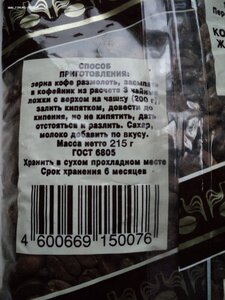 СПОСОБ
ПРИГОТОВЛЕНИЯ:
зерна кофе размолоть, засыпать
в кофейник из расчета 3 чайные
ложки с верхом на чашку (200 г),
залить кипятком, довести до
кипения, но не кипятить, дать
отстояться и разлить. Сахар,
молоко добавить по вкусу.
Масса нетто 215 г
ГОСТ 6805
Хранить в сухом прохладном месте
Срок хранения 6 месяцев
4 600669 150076